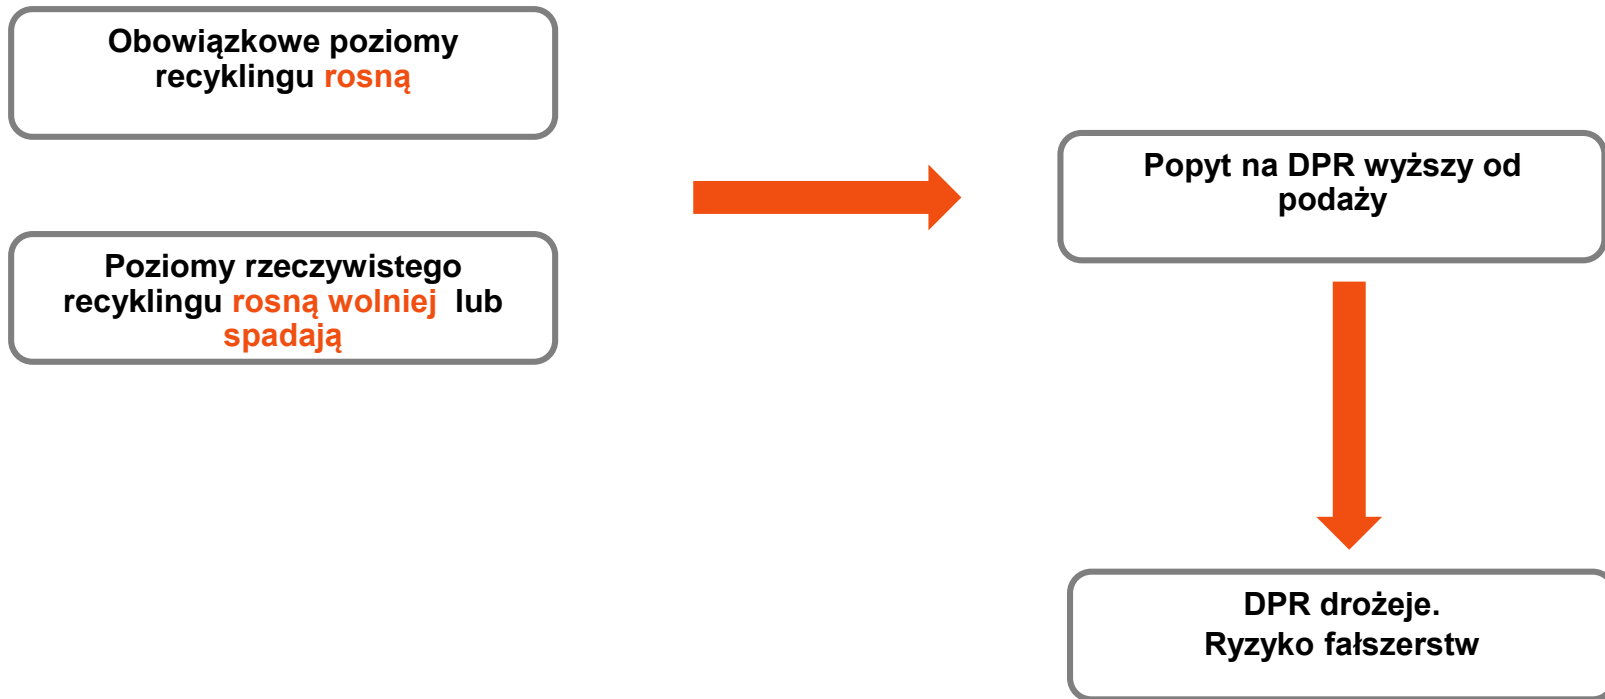 Obowiązkowe poziomy
recyklingu rosną
Poziomy rzeczywistego
recyklingu rosną wolniej lub
spadają
Popyt na DPR wyższy od
podaży
DPR drożeje.
Ryzyko fałszerstw